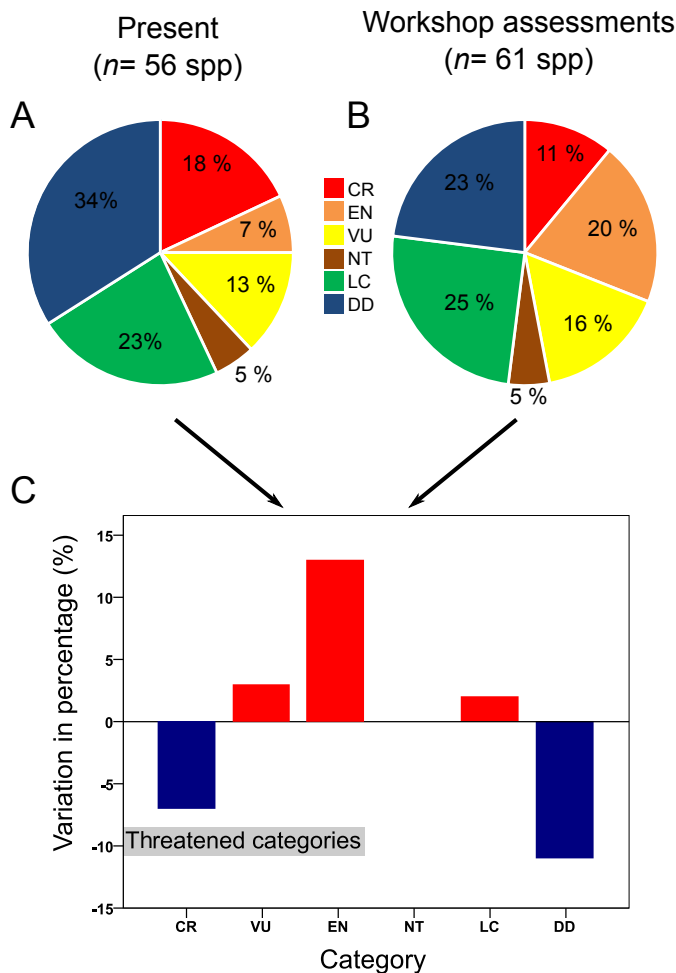 Present
(n= 56 spp)
Workshop assessments
(n= 61 spp)
A
18 %
7 %
13 %
5 %
23%
34%
CR
EN
VU
NT
LC
DD
B
11 %
20 %
16 %
5 %
25 %
23 %
C
Variation in percentage (%)
15
10
5
0
-5
-10
-15
Threatened categories
CR VU EN NT LC DD
Category